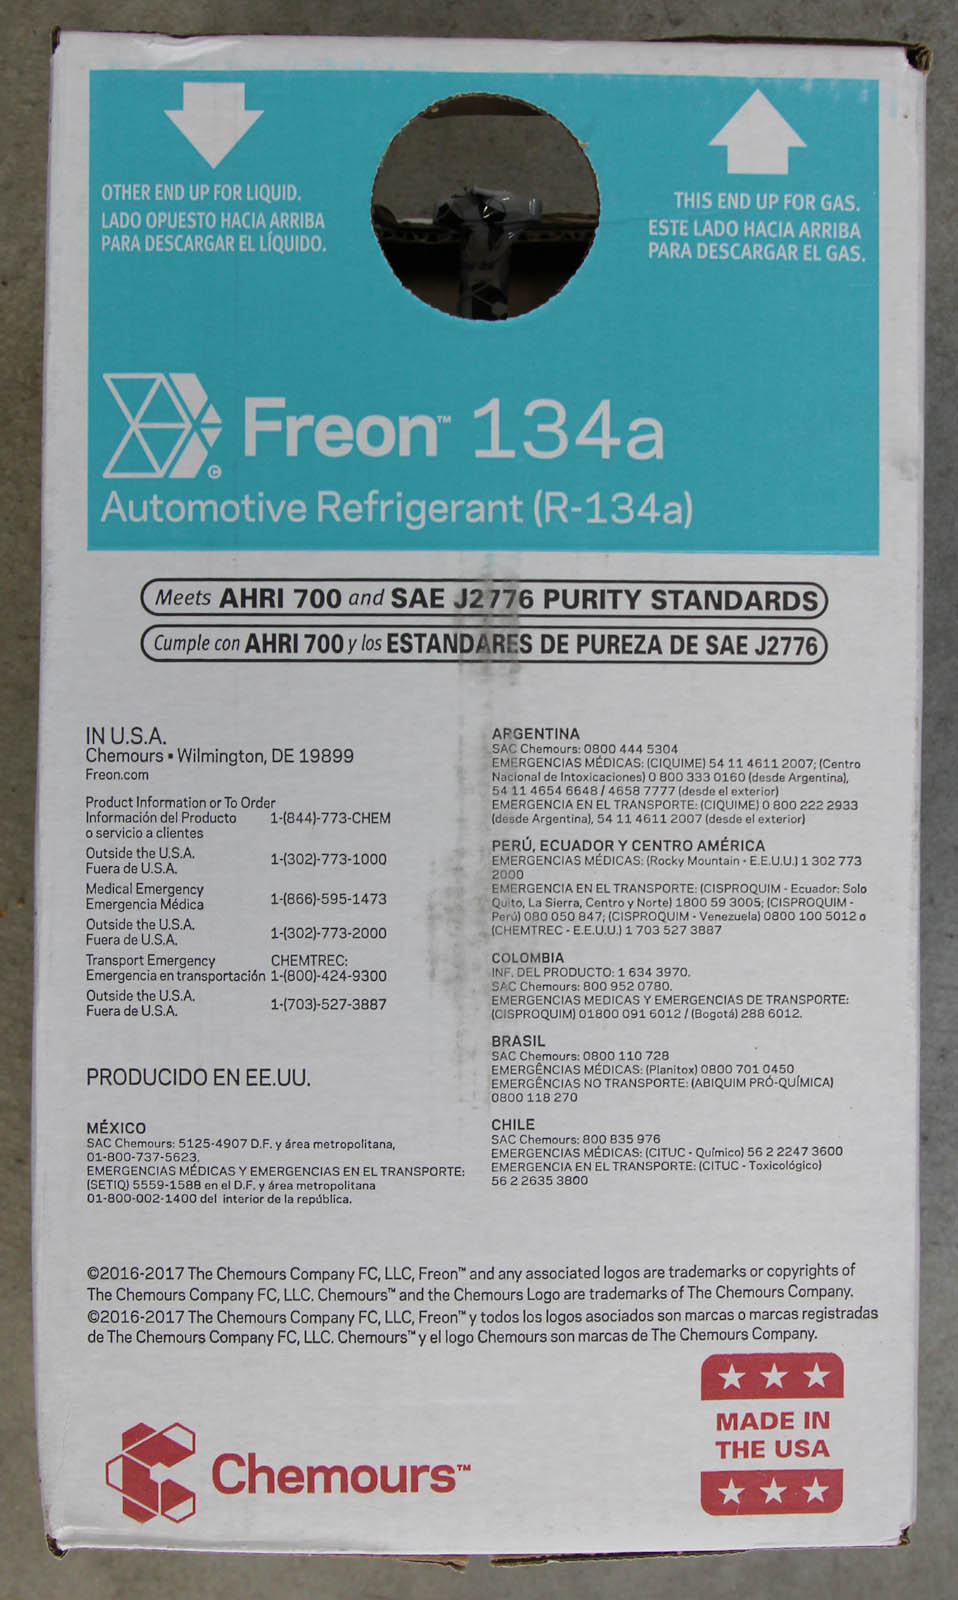 OTHER END UP FOR LIQUID.
LADO OPUESTO HACIA ARRIBA
PARA DESCARGAR EL LÍQUIDO.
THIS END UP FOR GAS.
ESTE LADO HACIA ARRIBA
PARA DESCARGAR EL GAS.
Freon™ 134a
©
Automotive Refrigerant (R-134a)
Meets AHRI 700 and SAE J2776 PURITY STANDARDS
Cumple con AHRI 700 y los ESTANDARES DE PUREZA DE SAE J2776
IN U.S.A.
Chemours ▪ Wilmington, DE 19899
Freon.com
Product Information or To Order
Información del Producto 1-(844)-773-CHEM
o servicio a clientes
Outside the U.S.A.
Fuera de U.S.A. 1-(302)-773-1000
Medical Emergency
Emergencia Médica 1-(866)-595-1473
Outside the U.S.A.
Fuera de U.S.A. 1-(302)-773-2000
Transport Emergency CHEMTREC:
Emergencia en transportación 1-(800)-424-9300
Outside the U.S.A.
Fuera de U.S.A. 1-(703)-527-3887
PRODUCIDO EN EE.UU.
MÉXICO
SAC Chemours: 5125-4907 D.F. y área metropolitana,
01-800-737-5623.
EMERGENCIAS MÉDICAS Y EMERGENCIAS EN EL TRANSPORTE:
(SETIQ) 5559-1588 en el D.F. y área metropolitana
01-800-002-1400 del interior de la república.
ARGENTINA
SAC Chemours: 0800 444 5304
EMERGENCIAS MÉDICAS: (CIQUIME) 54 11 4611 2007; (Centro
Nacional de Intoxicaciones) 0 800 333 0160 (desde Argentina),
54 11 4654 6648 / 4658 7777 (desde el exterior)
EMERGENCIA EN EL TRANSPORTE: (CIQUIME) 0 800 222 2933
(desde Argentina), 54 11 4611 2007 (desde el exterior)
PERÚ, ECUADOR Y CENTRO AMÉRICA
EMERGENCIAS MÉDICAS: (Rocky Mountain - E.E.U.U.) 1 302 773
2000
EMERGENCIA EN EL TRANSPORTE: (CISPROQUIM - Ecuador: Solo
Quito, La Sierra, Centro y Norte) 1800 59 3005; (CISPROQUIM -
Perú) 080 050 847; (CISPROQUIM - Venezuela) 0800 100 5012 o
(CHEMTREC - E.E.U.U.) 1 703 527 3887
COLOMBIA
INF. DEL PRODUCTO: 1 634 3970.
SAC Chemours: 800 952 0780.
EMERGENCIAS MEDICAS Y EMERGENCIAS DE TRANSPORTE:
(CISPROQUIM) 01800 091 6012 / (Bogotá) 288 6012.
BRASIL
SAC Chemours: 0800 110 728
EMERGÊNCIAS MÉDICAS: (Planitox) 0800 701 0450
EMERGÊNCIAS NO TRANSPORTE: (ABIQUIM PRÓ-QUÍMICA)
0800 118 270
CHILE
SAC Chemours: 800 835 976
EMERGENCIAS MÉDICAS: (CITUC - Químico) 56 2 2247 3600
EMERGENCIA EN EL TRANSPORTE: (CITUC - Toxicológico)
56 2 2635 3800
©2016-2017 The Chemours Company FC, LLC, Freon™ and any associated logos are trademarks or copyrights of
The Chemours Company FC, LLC. Chemours™ and the Chemours Logo are trademarks of The Chemours Company.
©2016-2017 The Chemours Company FC, LLC, Freon™ y todos los logos asociados son marcas o marcas registradas
de The Chemours Company FC, LLC. Chemours™ y el logo Chemours son marcas de The Chemours Company.
Chemours™
MADE IN
THE USA